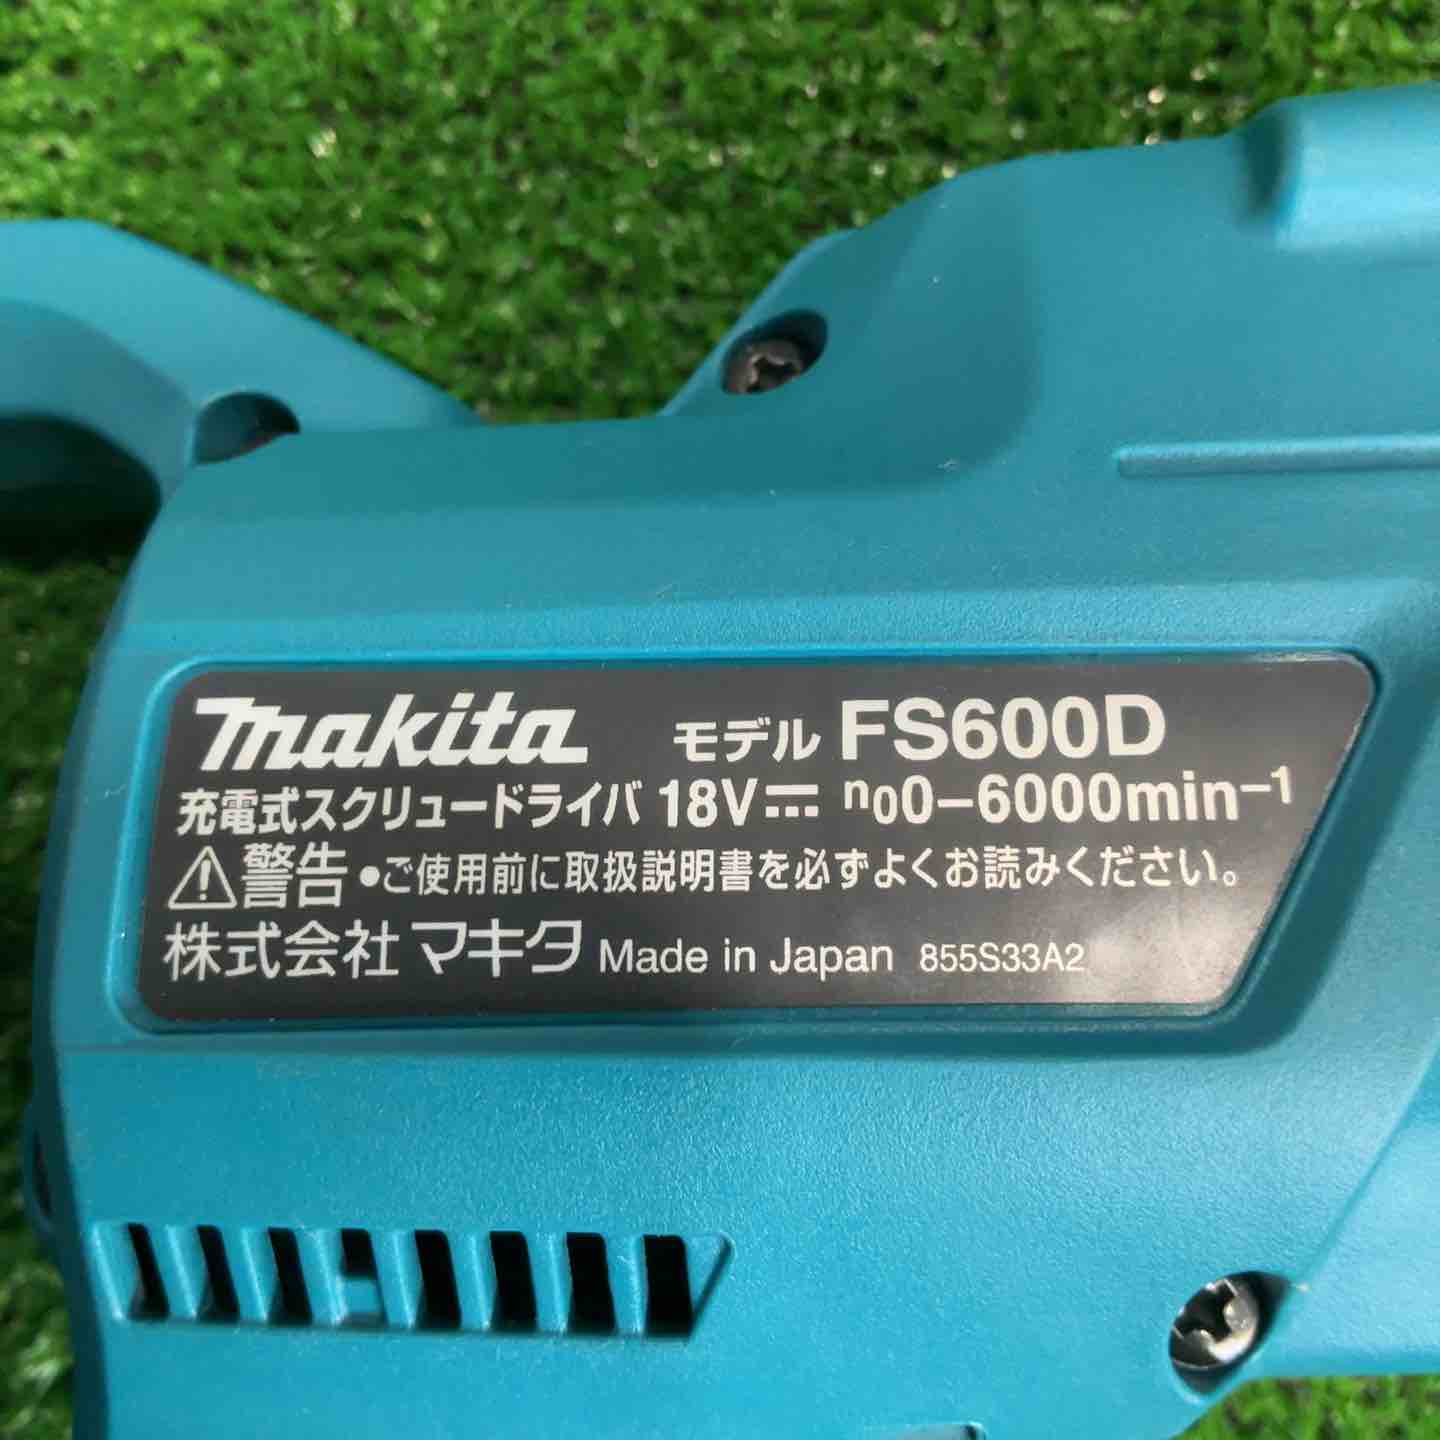 makita モデル FS600D
充電式スクリュードライバ 18V⎓ n₀0–6000min⁻¹
⚠警告 ●ご使用前に取扱説明書を必ずよくお読みください。
株式会社マキタ Made in Japan 855S33A2